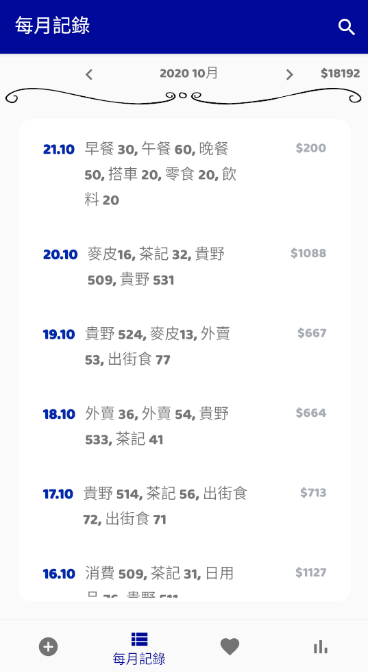 每月記錄
2020 10月 $18192
21.10 早餐 30, 午餐 60, 晚餐 $200
50, 搭車 20, 零食 20, 飲
料 20
20.10 麥皮16, 茶記 32, 貴野 $1088
509, 貴野 531
19.10 貴野 524, 麥皮13, 外賣 $667
53, 出街食 77
18.10 外賣 36, 外賣 54, 貴野 $664
533, 茶記 41
17.10 貴野 514, 茶記 56, 出街食 $713
72, 出街食 71
16.10 消費 509, 茶記 31, 日用 $1127
品 76, 貴野 511
每月記錄